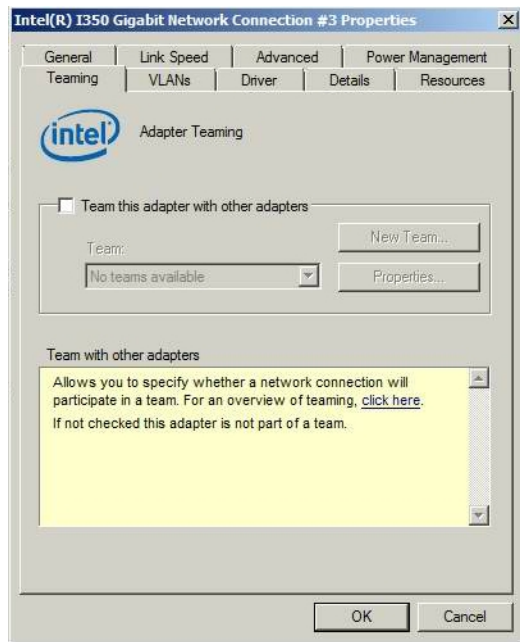 Intel(R) I350 Gigabit Network Connection #3 Properties
General Link Speed Advanced Power Management
Teaming VLANs Driver Details Resources
intel
Adapter Teaming
Team this adapter with other adapters
New Team...
Team:
No teams available
Properties...
Team with other adapters
Allows you to specify whether a network connection will
participate in a team. For an overview of teaming, click here.
If not checked this adapter is not part of a team.
OK Cancel